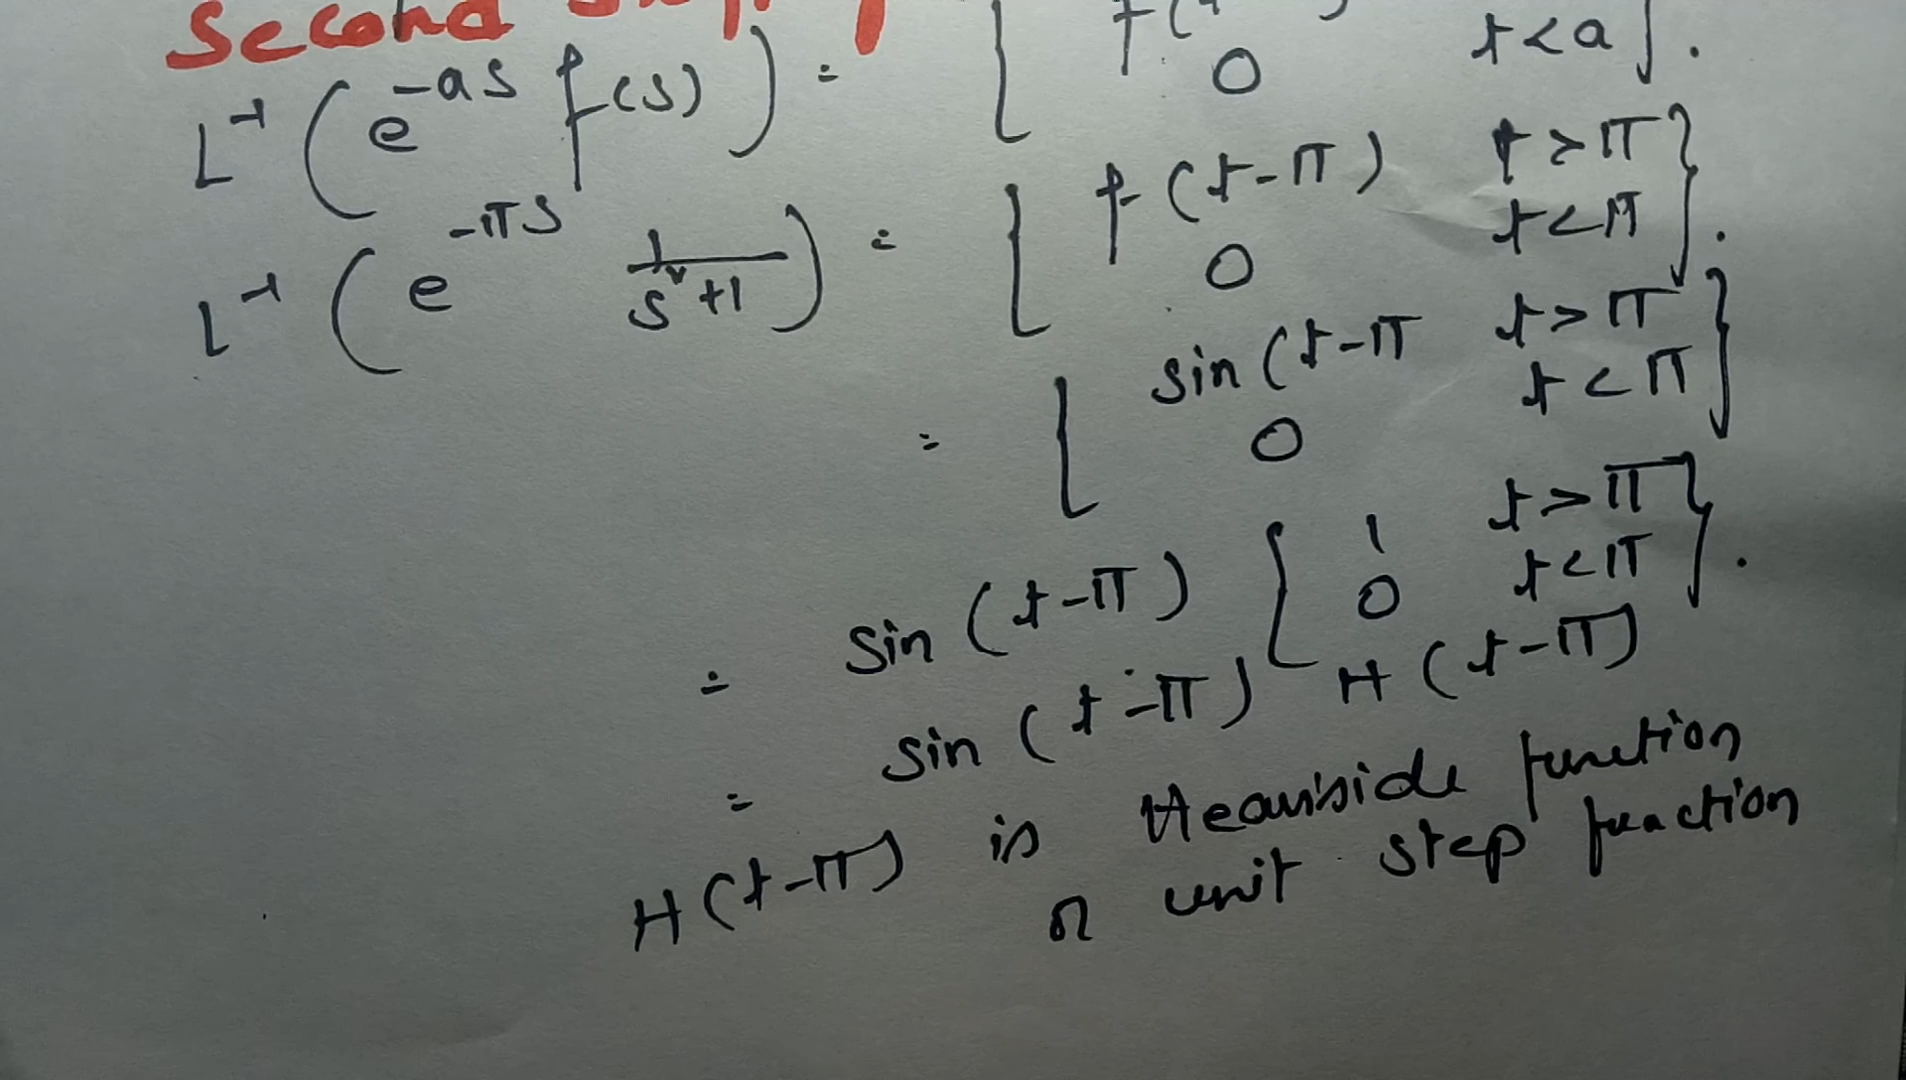 Second
L⁻¹ ( e^-as f(s) ) = { f(t 0 t<a } .
L⁻¹ ( e^-πs 1/(s²+1) ) = { f(t-π) t>π 0 t<π } .
= { sin(t-π t>π 0 t<π }
= sin(t-π) { 1 t>π 0 t<π } .
= sin(t-π) H(t-π)
H(t-π) is Heaviside function
or unit step function